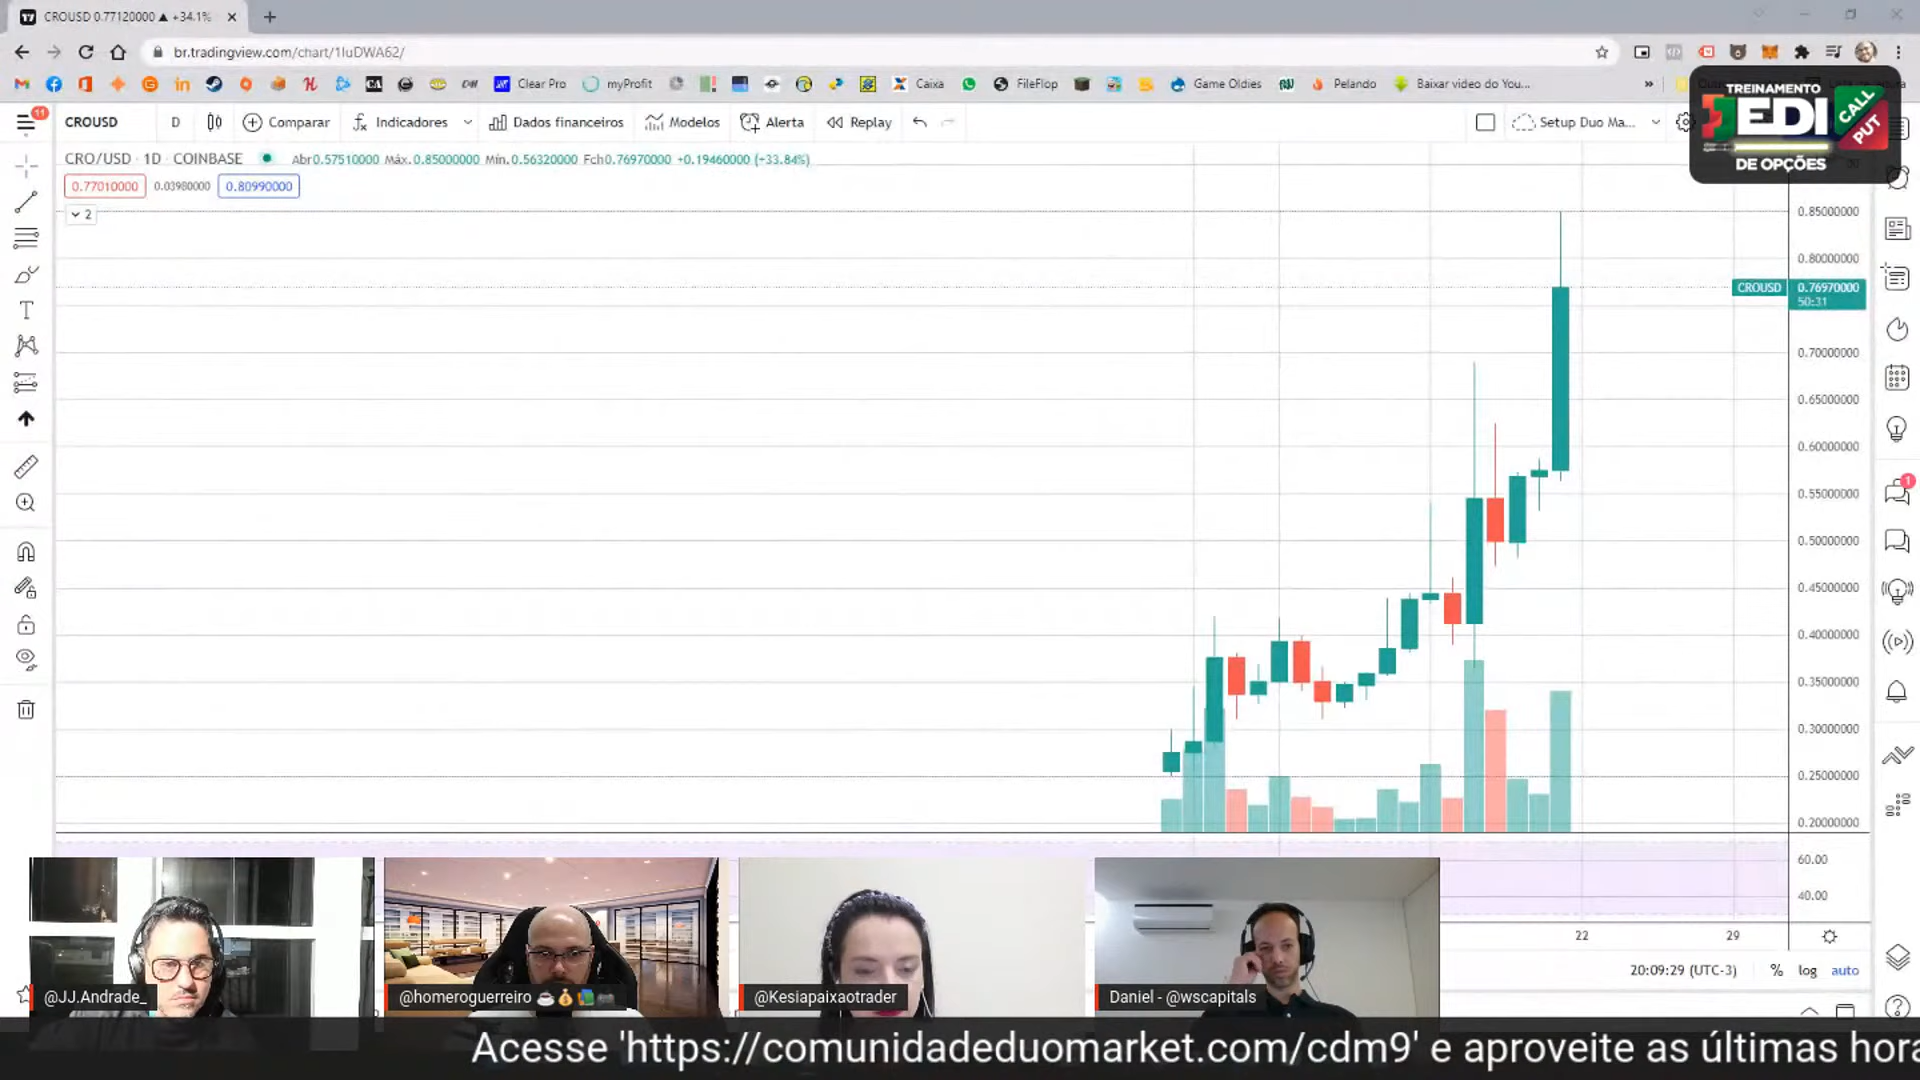 CROUSD 0.77120000 ▲ +34.1%
br.tradingview.com/chart/1IuDWA62/
Clear Pro
myProfit
Caixa
FileFlop
Game Oldies
Pelando
Baixar video do You...
»
11
CROUSD
D
Comparar
Indicadores
Dados financeiros
Modelos
Alerta
Replay
Setup Duo Ma...
TREINAMENTO
JEDI
CALL
PUT
DE OPÇÕES
CRO/USD · 1D · COINBASE
Abr0.57510000 Máx.0.85000000 Mín.0.56320000 Fch0.76970000 +0.19460000 (+33.84%)
0.77010000
0.03980000
0.80990000
2
0.85000000
0.80000000
CROUSD
0.76970000
50:31
0.70000000
0.65000000
0.60000000
0.55000000
0.50000000
0.45000000
0.40000000
0.35000000
0.30000000
0.25000000
0.20000000
60.00
40.00
1
22
29
20:09:29 (UTC-3)
%
log
auto
@JJ.Andrade_
@homeroguerreiro
@Kesiapaixaotrader
Daniel - @wscapitals
Acesse 'https://comunidadeduomarket.com/cdm9' e aproveite as últimas hora